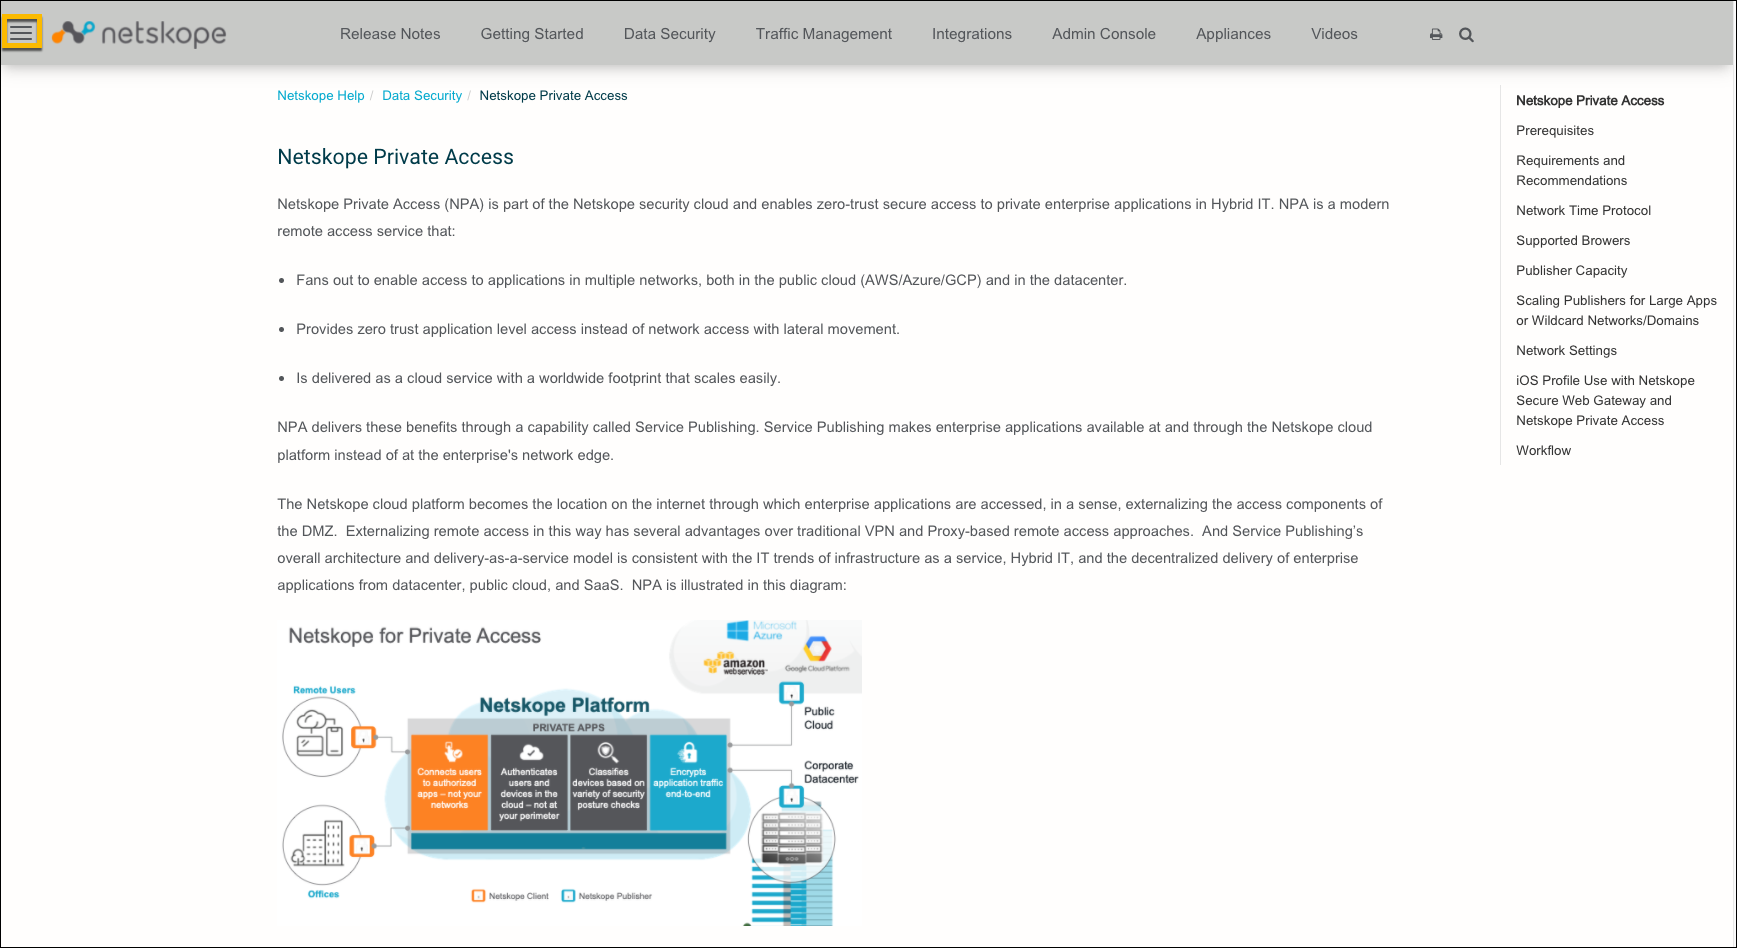 netskope
Release Notes
Getting Started
Data Security
Traffic Management
Integrations
Admin Console
Appliances
Videos
Netskope Help / Data Security / Netskope Private Access
Netskope Private Access
Netskope Private Access (NPA) is part of the Netskope security cloud and enables zero-trust secure access to private enterprise applications in Hybrid IT. NPA is a modern
remote access service that:
• Fans out to enable access to applications in multiple networks, both in the public cloud (AWS/Azure/GCP) and in the datacenter.
• Provides zero trust application level access instead of network access with lateral movement.
• Is delivered as a cloud service with a worldwide footprint that scales easily.
NPA delivers these benefits through a capability called Service Publishing. Service Publishing makes enterprise applications available at and through the Netskope cloud
platform instead of at the enterprise's network edge.
The Netskope cloud platform becomes the location on the internet through which enterprise applications are accessed, in a sense, externalizing the access components of
the DMZ.  Externalizing remote access in this way has several advantages over traditional VPN and Proxy-based remote access approaches.  And Service Publishing’s
overall architecture and delivery-as-a-service model is consistent with the IT trends of infrastructure as a service, Hybrid IT, and the decentralized delivery of enterprise
applications from datacenter, public cloud, and SaaS.  NPA is illustrated in this diagram:
Netskope for Private Access
Microsoft
Azure
amazon
webservices™
Google Cloud Platform
Remote Users
Offices
Netskope Platform
PRIVATE APPS
Connects users
to authorized
apps – not your
networks
Authenticates
users and
devices in the
cloud – not at
your perimeter
Classifies
devices based on
variety of security
posture checks
Encrypts
application traffic
end-to-end
Public
Cloud
Corporate
Datacenter
Netskope Client
Netskope Publisher
Netskope Private Access
Prerequisites
Requirements and
Recommendations
Network Time Protocol
Supported Browers
Publisher Capacity
Scaling Publishers for Large Apps
or Wildcard Networks/Domains
Network Settings
iOS Profile Use with Netskope
Secure Web Gateway and
Netskope Private Access
Workflow